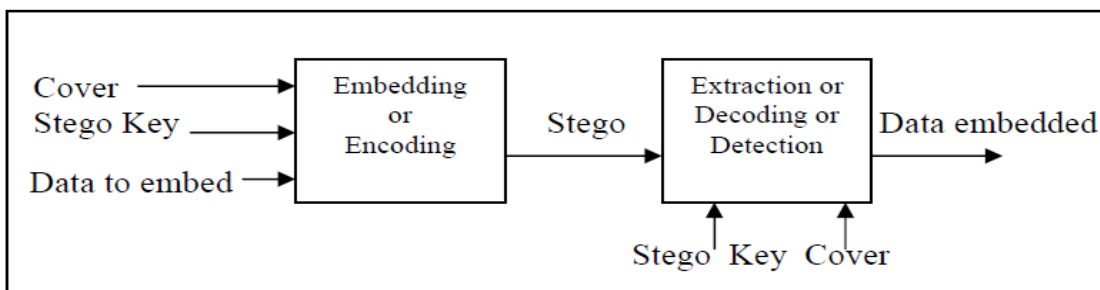 Cover
Stego Key
Data to embed
Embedding
or
Encoding
Stego
Extraction or
Decoding or
Detection
Data embedded
Stego Key Cover